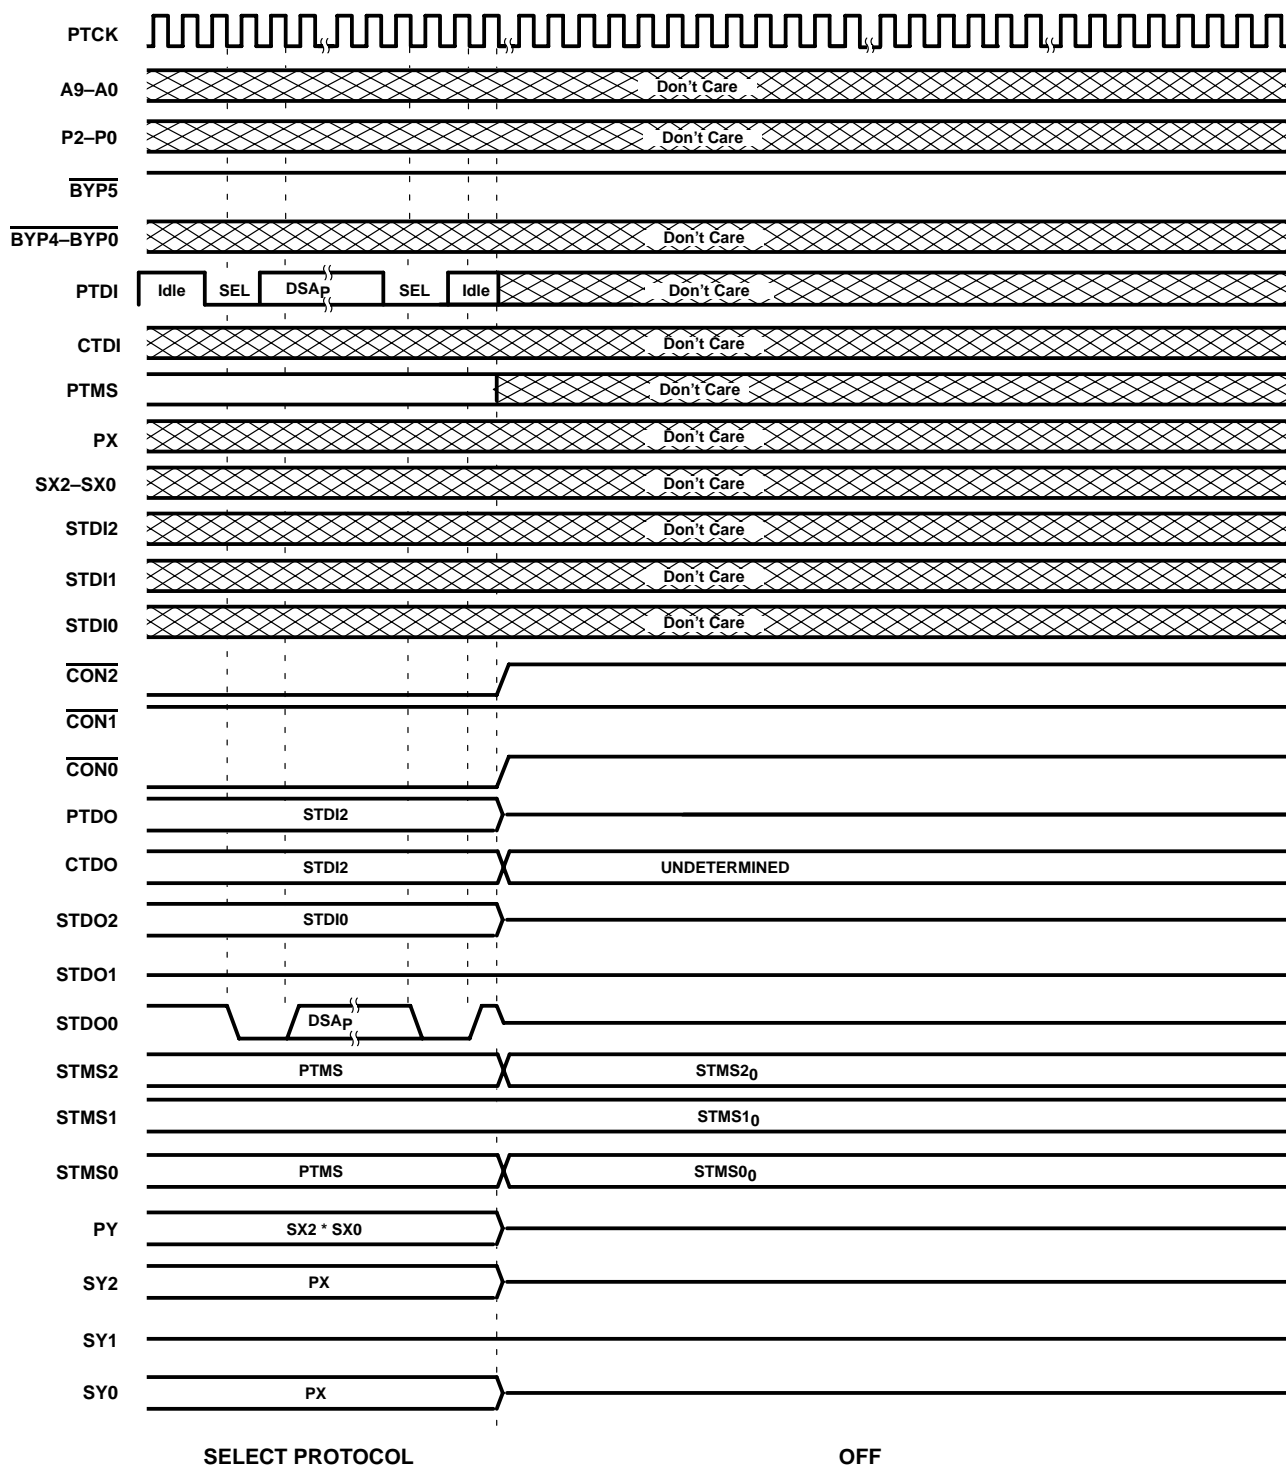 PTCK
A9–A0 Don't Care
P2–P0 Don't Care
BYP5
BYP4–BYP0 Don't Care
PTDI Idle SEL DSAP SEL Idle Don't Care
CTDI Don't Care
PTMS Don't Care
PX Don't Care
SX2–SX0 Don't Care
STDI2 Don't Care
STDI1 Don't Care
STDI0 Don't Care
CON2
CON1
CON0
PTDO STDI2
CTDO STDI2 UNDETERMINED
STDO2 STDI0
STDO1
STDO0 DSAP
STMS2 PTMS STMS20
STMS1 STMS10
STMS0 PTMS STMS00
PY SX2 * SX0
SY2 PX
SY1
SY0 PX
SELECT PROTOCOL OFF